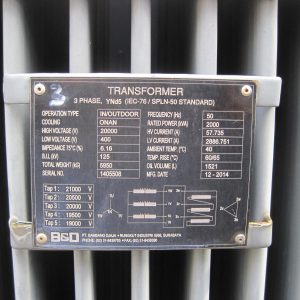 3
TRANSFORMER
3 PHASE, YNd5 (IEC-76 / SPLN-50 STANDARD)
OPERATION TYPE IN/OUTDOOR FREQUENCY (HZ) 50
COOLING ONAN RATED POWER (kVA) 2000
HIGH VOLTAGE (V) 20000 HV CURRENT (A) 57.735
LOW VOLTAGE (V) 400 LV CURRENT (A) 2886.751
IMPEDANCE 75°C (%) 6.16 AMBIENT TEMP. (°C) 40
B.I.L (kV) 125 TEMP. RISE (°C) 60/65
TOTAL WEIGHT (KG) 5950 OIL VOLUME (L) 1521
SERIAL NO. 1405508 MFG. DATE 12 - 2014
Tap 1 : 21000 V
Tap 2 : 20500 V
Tap 3 : 20000 V
Tap 4 : 19500 V
Tap 5 : 19000 V
B&D